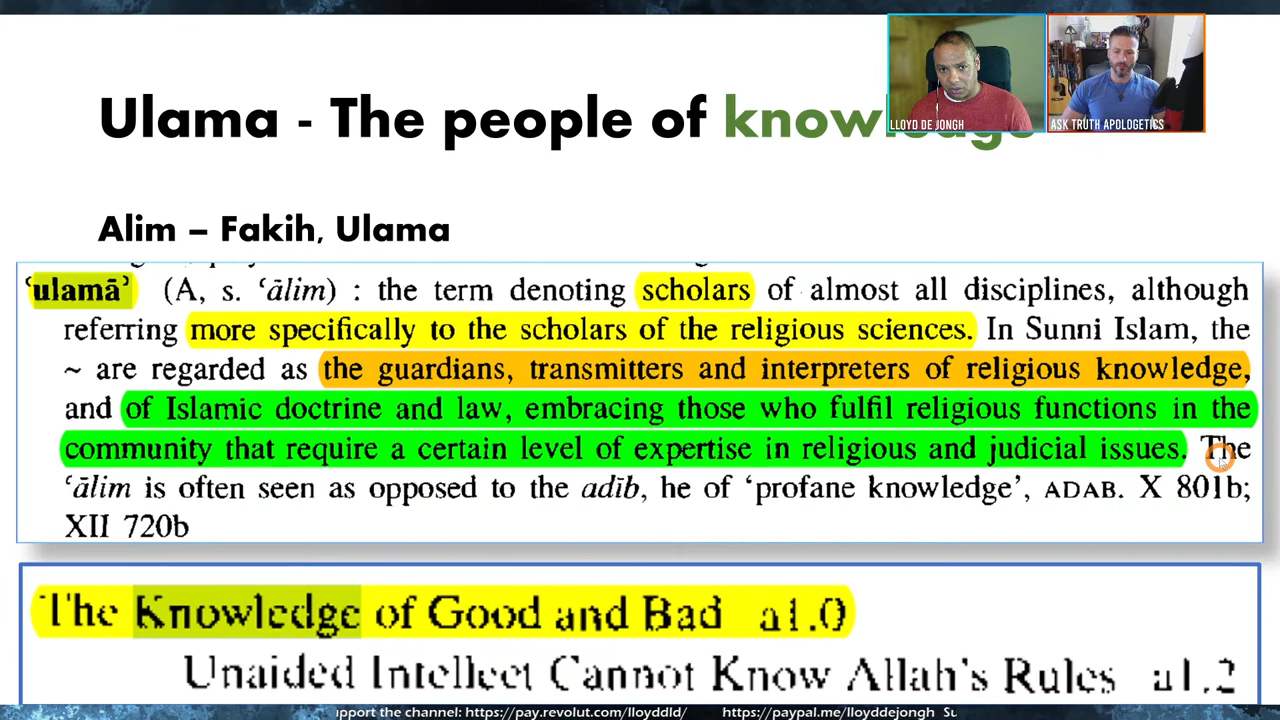 Ulama - The people of knowledge
LLOYD DE JONGH
ASK TRUTH APOLOGETICS
Alim – Fakih, Ulama
ʿulamāʾ (A, s. ʿālim) : the term denoting scholars of almost all disciplines, although
referring more specifically to the scholars of the religious sciences. In Sunni Islam, the
~ are regarded as the guardians, transmitters and interpreters of religious knowledge,
and of Islamic doctrine and law, embracing those who fulfil religious functions in the
community that require a certain level of expertise in religious and judicial issues. The
ʿālim is often seen as opposed to the adīb, he of ‘profane knowledge’, ADAB. X 801b;
XII 720b
The Knowledge of Good and Bad a1.0
Unaided Intellect Cannot Know Allah's Rules a1.2
upport the channel: https://pay.revolut.com/lloyddld/ https://paypal.me/lloyddejongh Su